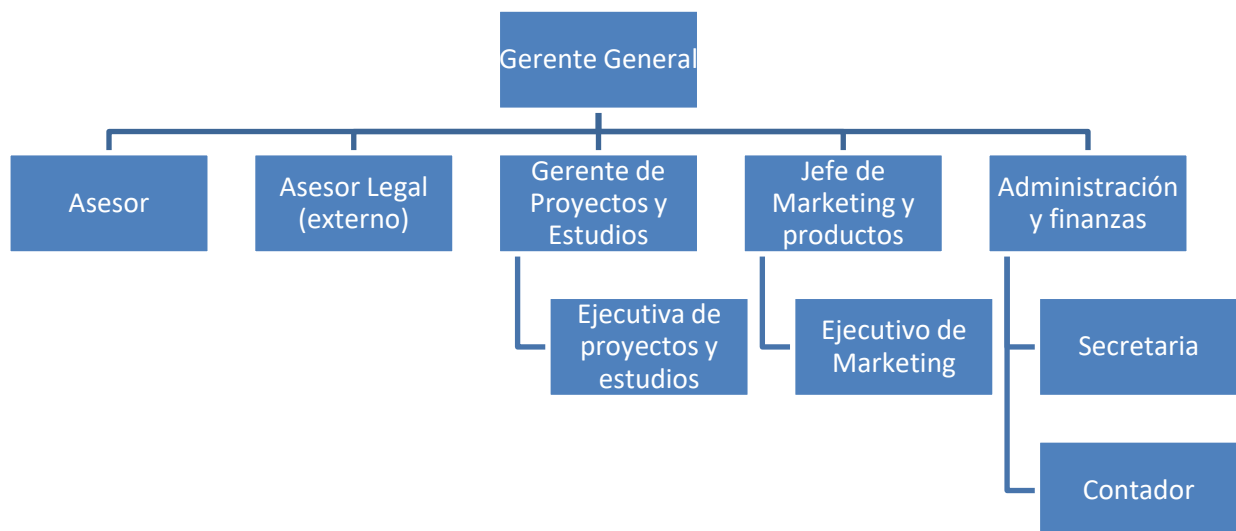 Gerente General
Asesor
Asesor Legal
(externo)
Gerente de
Proyectos y
Estudios
Jefe de
Marketing y
productos
Administración
y finanzas
Ejecutiva de
proyectos y
estudios
Ejecutivo de
Marketing
Secretaria
Contador